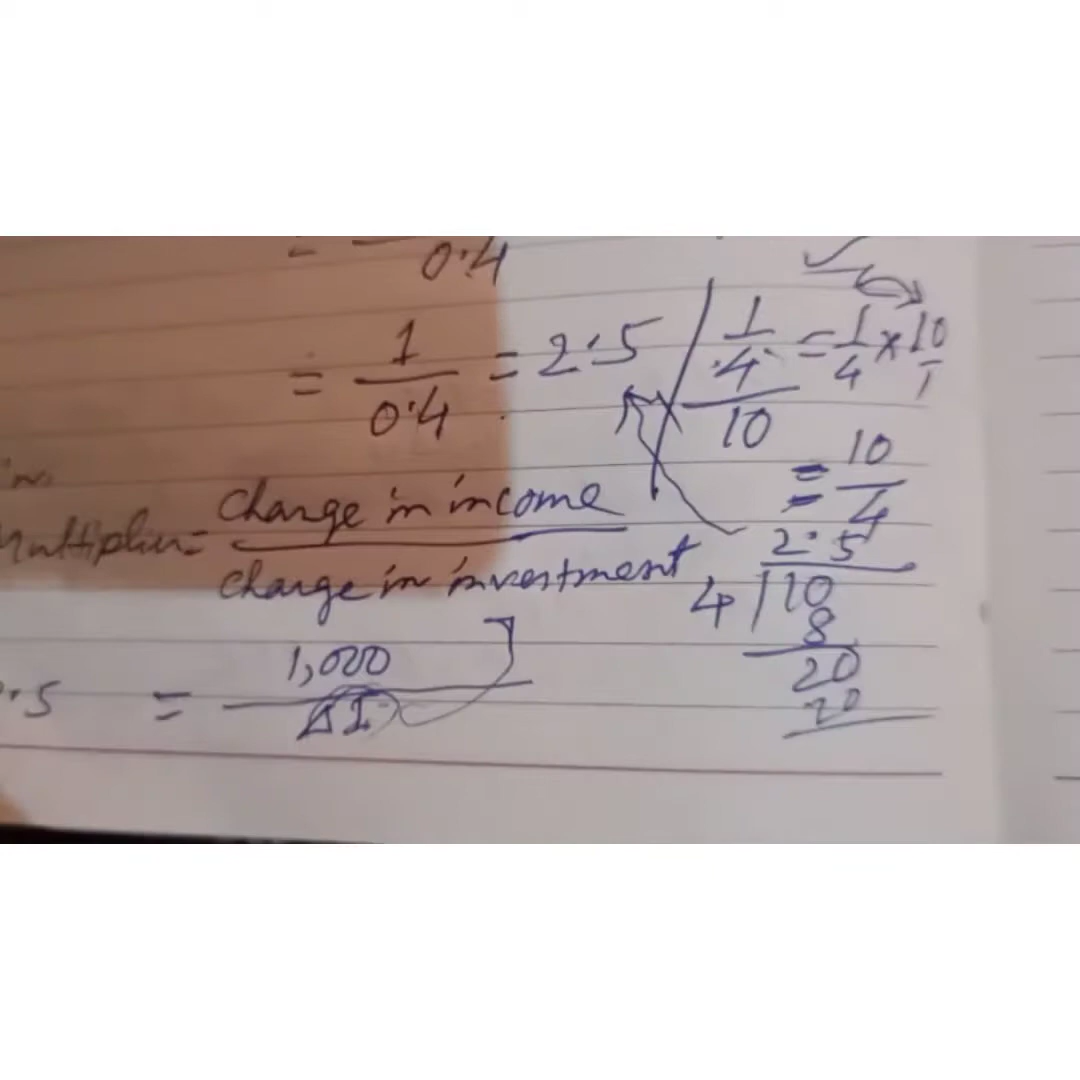 = 0.4
= 1/0.4 = 2.5
1/(.4/10) = 1/4 × 10/1
= 10/4
Multiplier = Change in income
change in investment
2.5
4 | 10
8
20
20
.5 = 1,000/ΔI